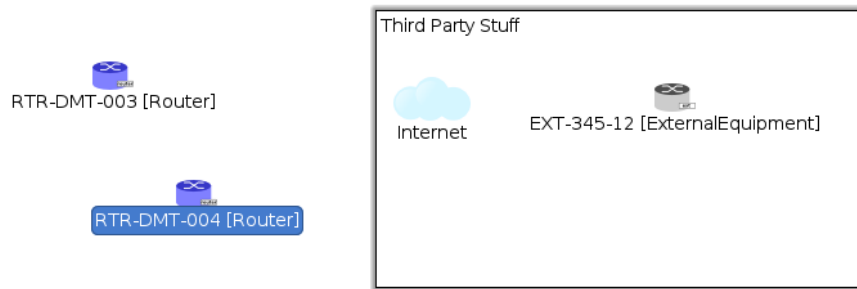 Third Party Stuff
RTR-DMT-003 [Router]
Internet
EXT-345-12 [ExternalEquipment]
RTR-DMT-004 [Router]